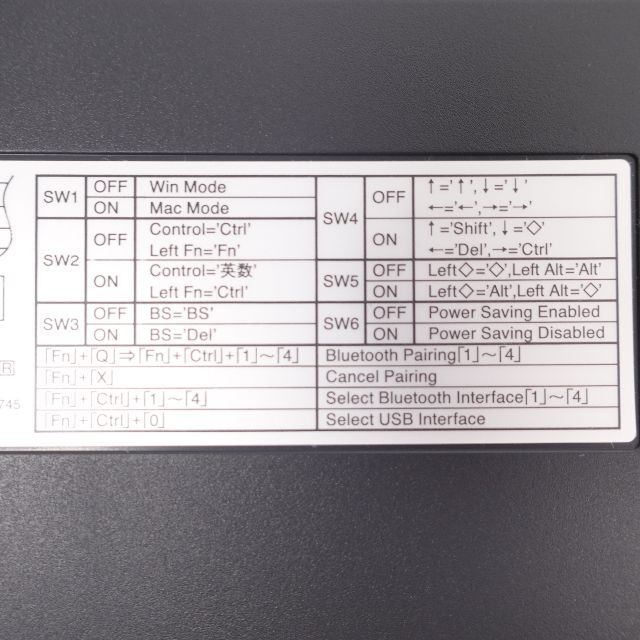 SW1 OFF Win Mode
ON Mac Mode
SW2 OFF Control='Ctrl'
Left Fn='Fn'
ON Control='英数'
Left Fn='Ctrl'
SW3 OFF BS='BS'
ON BS='Del'
SW4 OFF ↑='↑',↓='↓'
←='←',→='→'
ON ↑='Shift',↓='◇'
←='Del',→='Ctrl'
SW5 OFF Left◇='◇',Left Alt='Alt'
ON Left◇='Alt',Left Alt='◇'
SW6 OFF Power Saving Enabled
ON Power Saving Disabled
「Fn」+「Q」⇒「Fn」+「Ctrl」+「1」~「4」 Bluetooth Pairing「1」~「4」
「Fn」+「X」 Cancel Pairing
「Fn」+「Ctrl」+「1」~「4」 Select Bluetooth Interface「1」~「4」
「Fn」+「Ctrl」+「0」 Select USB Interface
R
745